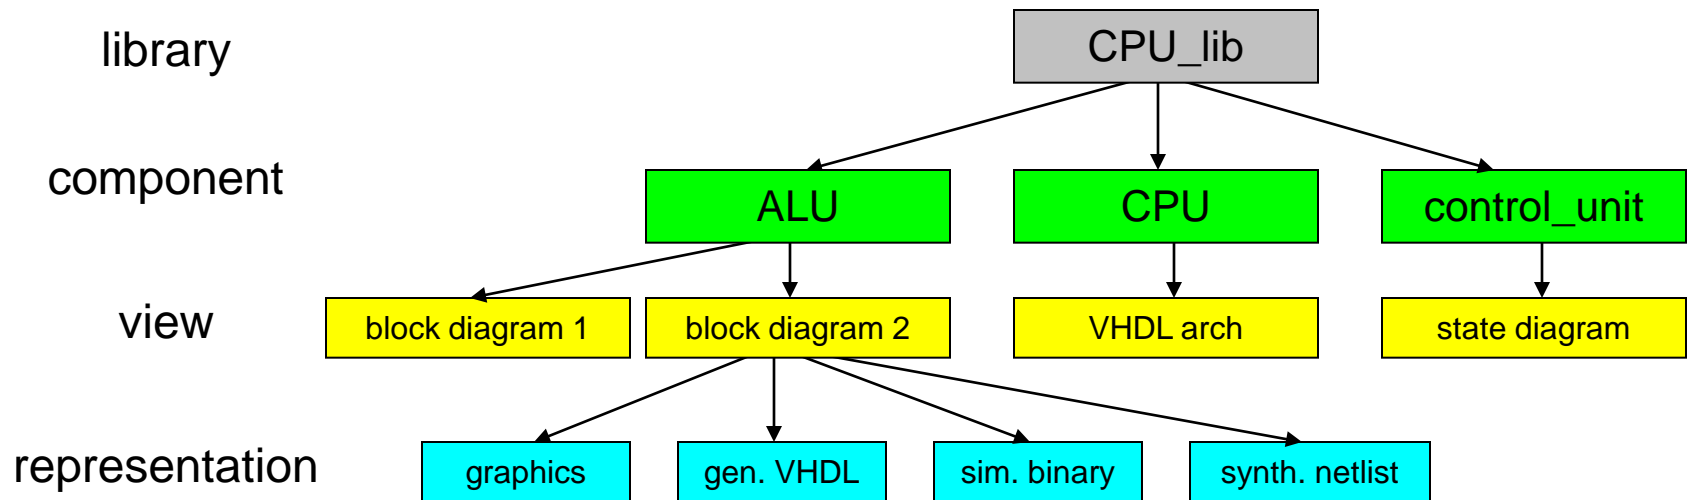 library
CPU_lib
component
ALU
CPU
control_unit
view
block diagram 1
block diagram 2
VHDL arch
state diagram
representation
graphics
gen. VHDL
sim. binary
synth. netlist